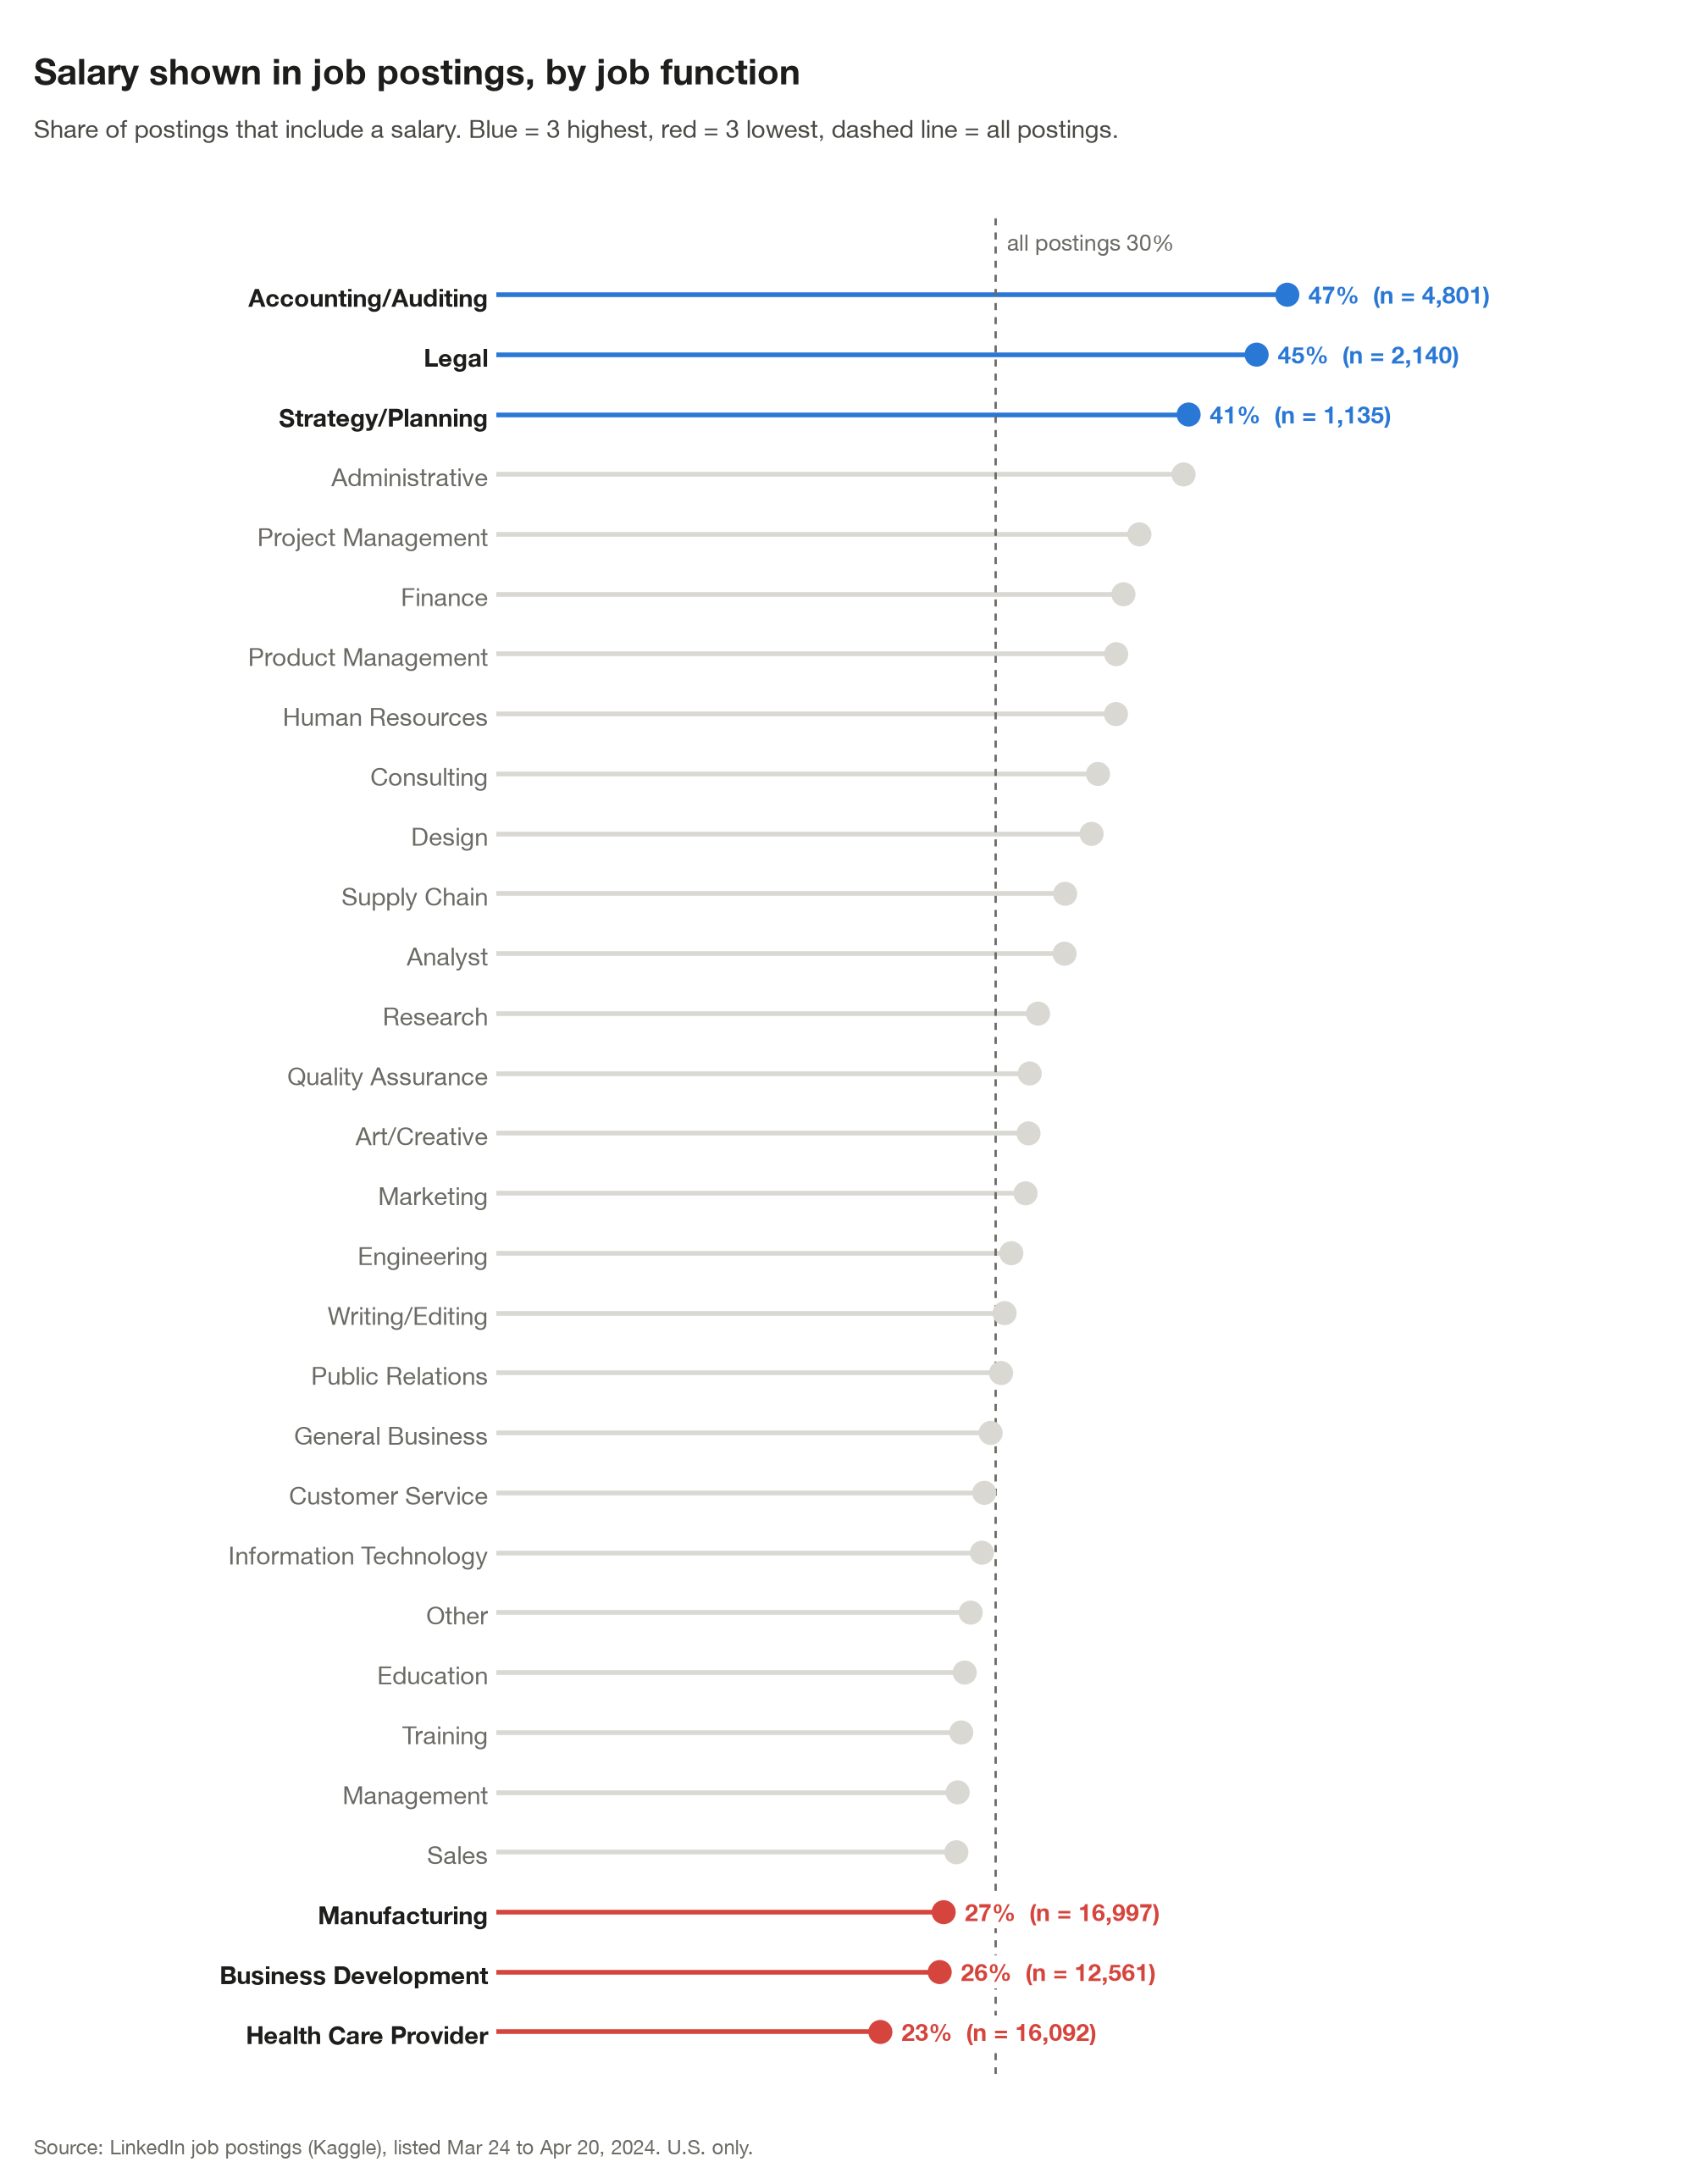 Salary shown in job postings, by job function
Share of postings that include a salary. Blue = 3 highest, red = 3 lowest, dashed line = all postings.
all postings 30%
Accounting/Auditing 47% (n = 4,801)
Legal 45% (n = 2,140)
Strategy/Planning 41% (n = 1,135)
Administrative
Project Management
Finance
Product Management
Human Resources
Consulting
Design
Supply Chain
Analyst
Research
Quality Assurance
Art/Creative
Marketing
Engineering
Writing/Editing
Public Relations
General Business
Customer Service
Information Technology
Other
Education
Training
Management
Sales
Manufacturing 27% (n = 16,997)
Business Development 26% (n = 12,561)
Health Care Provider 23% (n = 16,092)
Source: LinkedIn job postings (Kaggle), listed Mar 24 to Apr 20, 2024. U.S. only.